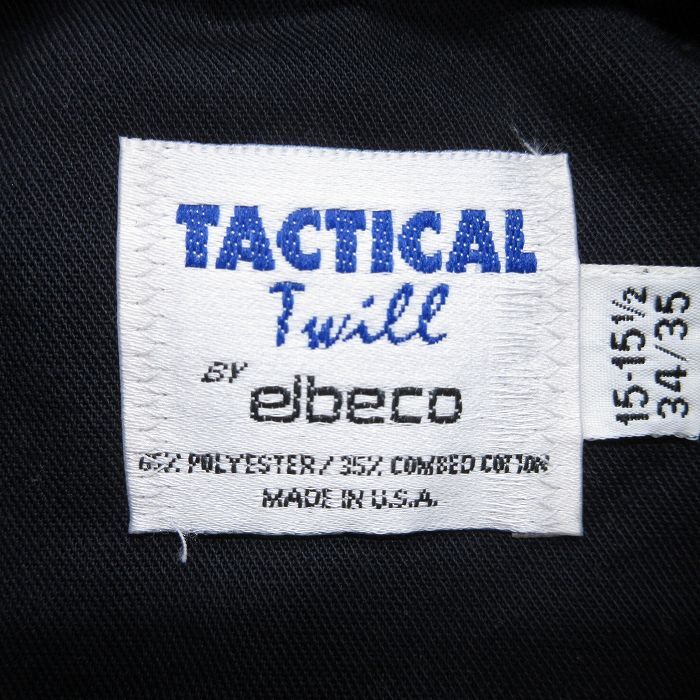 TACTICAL
Twill
BY
elbeco
65% POLYESTER / 35% COMBED COTTON
MADE IN U.S.A.
15-15½
34/35